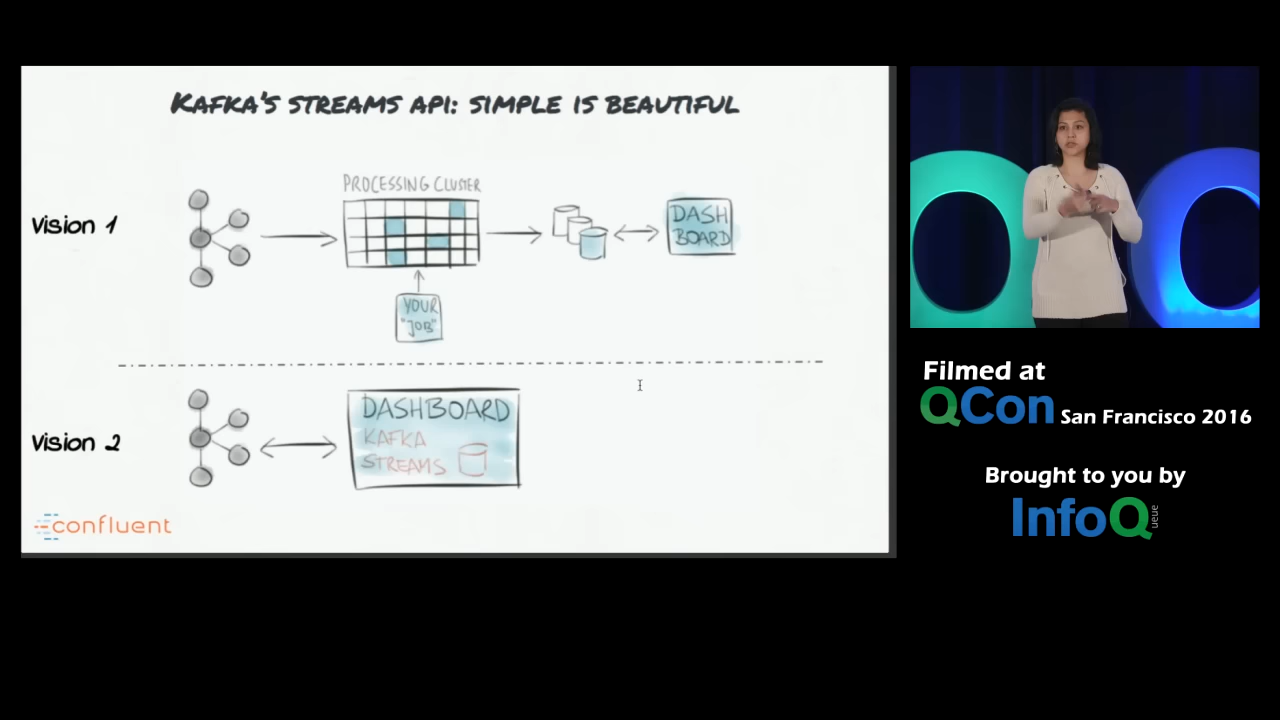 KAFKA'S STREAMS API: SIMPLE IS BEAUTIFUL
PROCESSING CLUSTER
Vision 1
DASH
BOARD
YOUR
"JOB"
DASHBOARD
KAFKA
STREAMS
Vision 2
confluent
Filmed at
QCon San Francisco 2016
Brought to you by
InfoQ
ueue